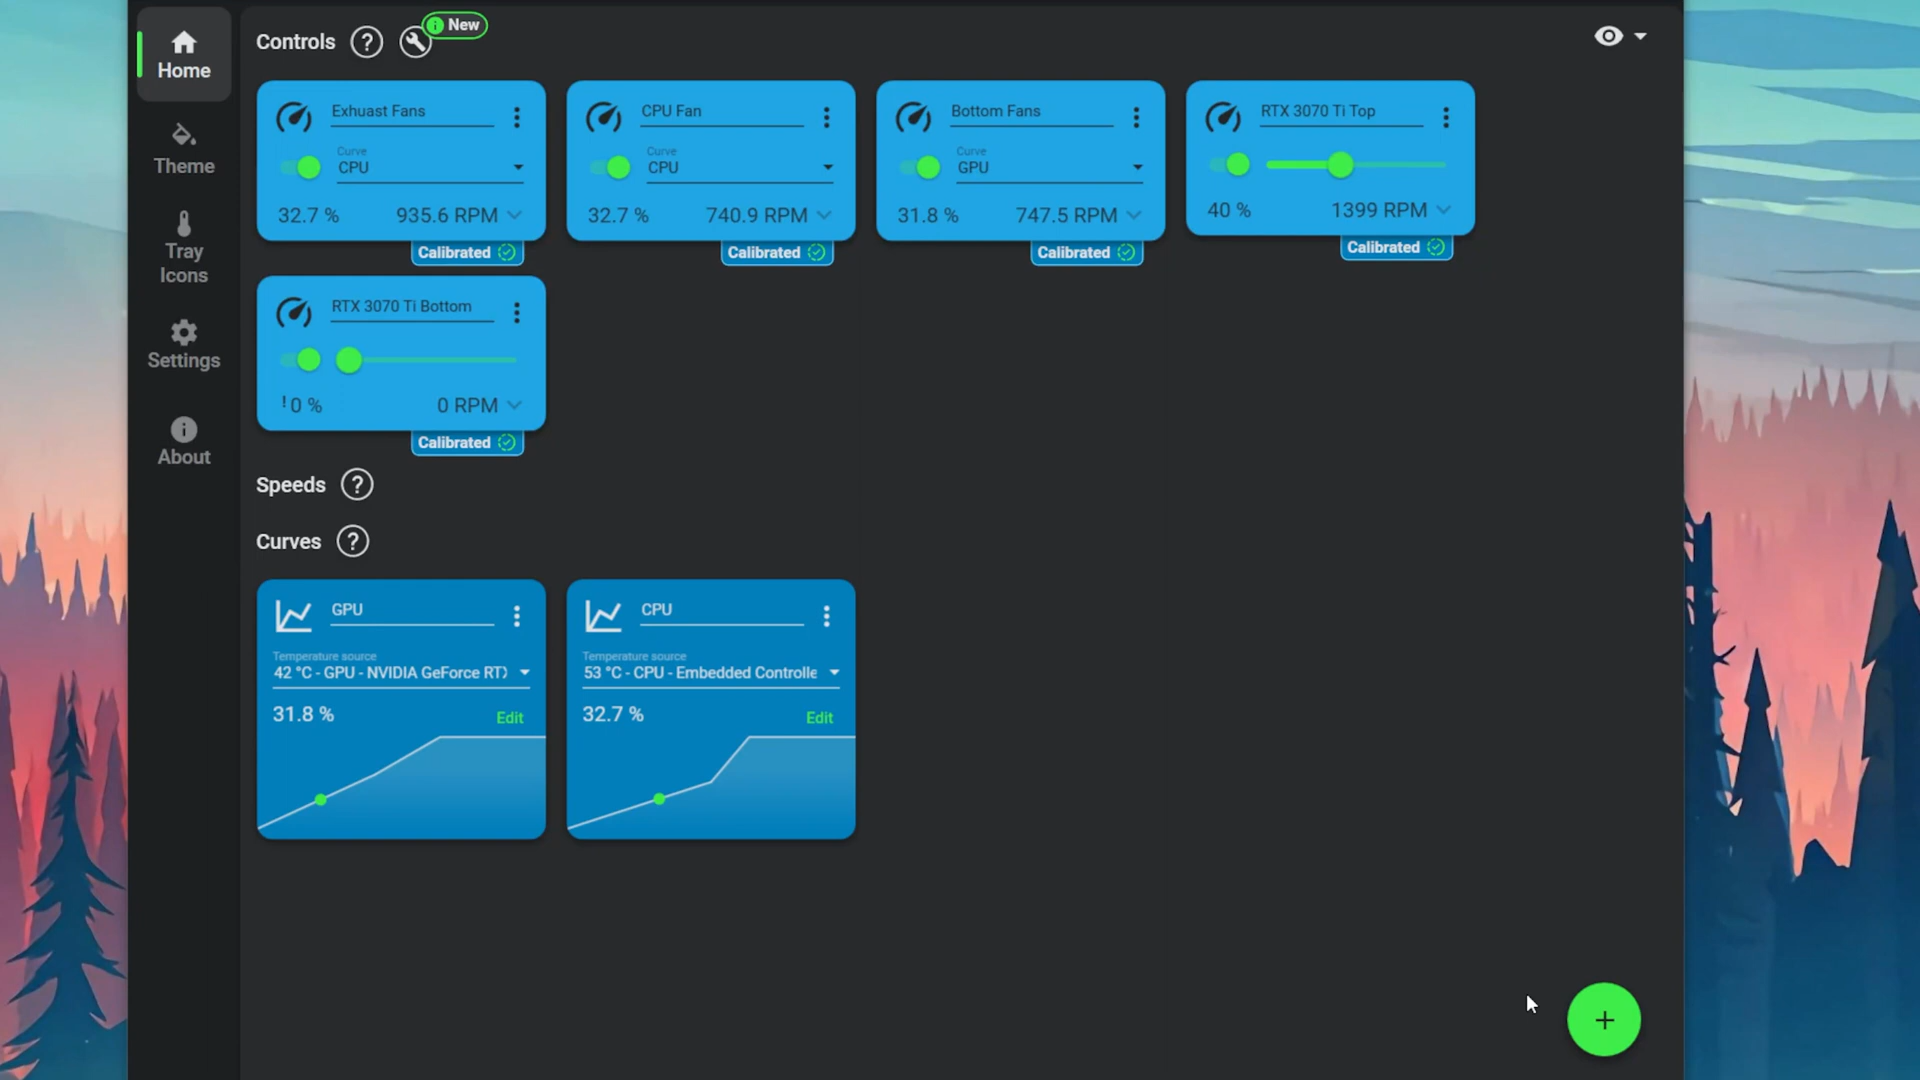 Home
Theme
Tray
Icons
Settings
About
Controls ? New
Exhuast Fans
Curve
CPU
32.7 % 935.6 RPM
Calibrated
CPU Fan
Curve
CPU
32.7 % 740.9 RPM
Calibrated
Bottom Fans
Curve
GPU
31.8 % 747.5 RPM
Calibrated
RTX 3070 Ti Top
40 % 1399 RPM
Calibrated
RTX 3070 Ti Bottom
!0 % 0 RPM
Calibrated
Speeds ?
Curves ?
GPU
Temperature source
42 °C - GPU - NVIDIA GeForce RTX
31.8 % Edit
CPU
Temperature source
53 °C - CPU - Embedded Controlle
32.7 % Edit
+